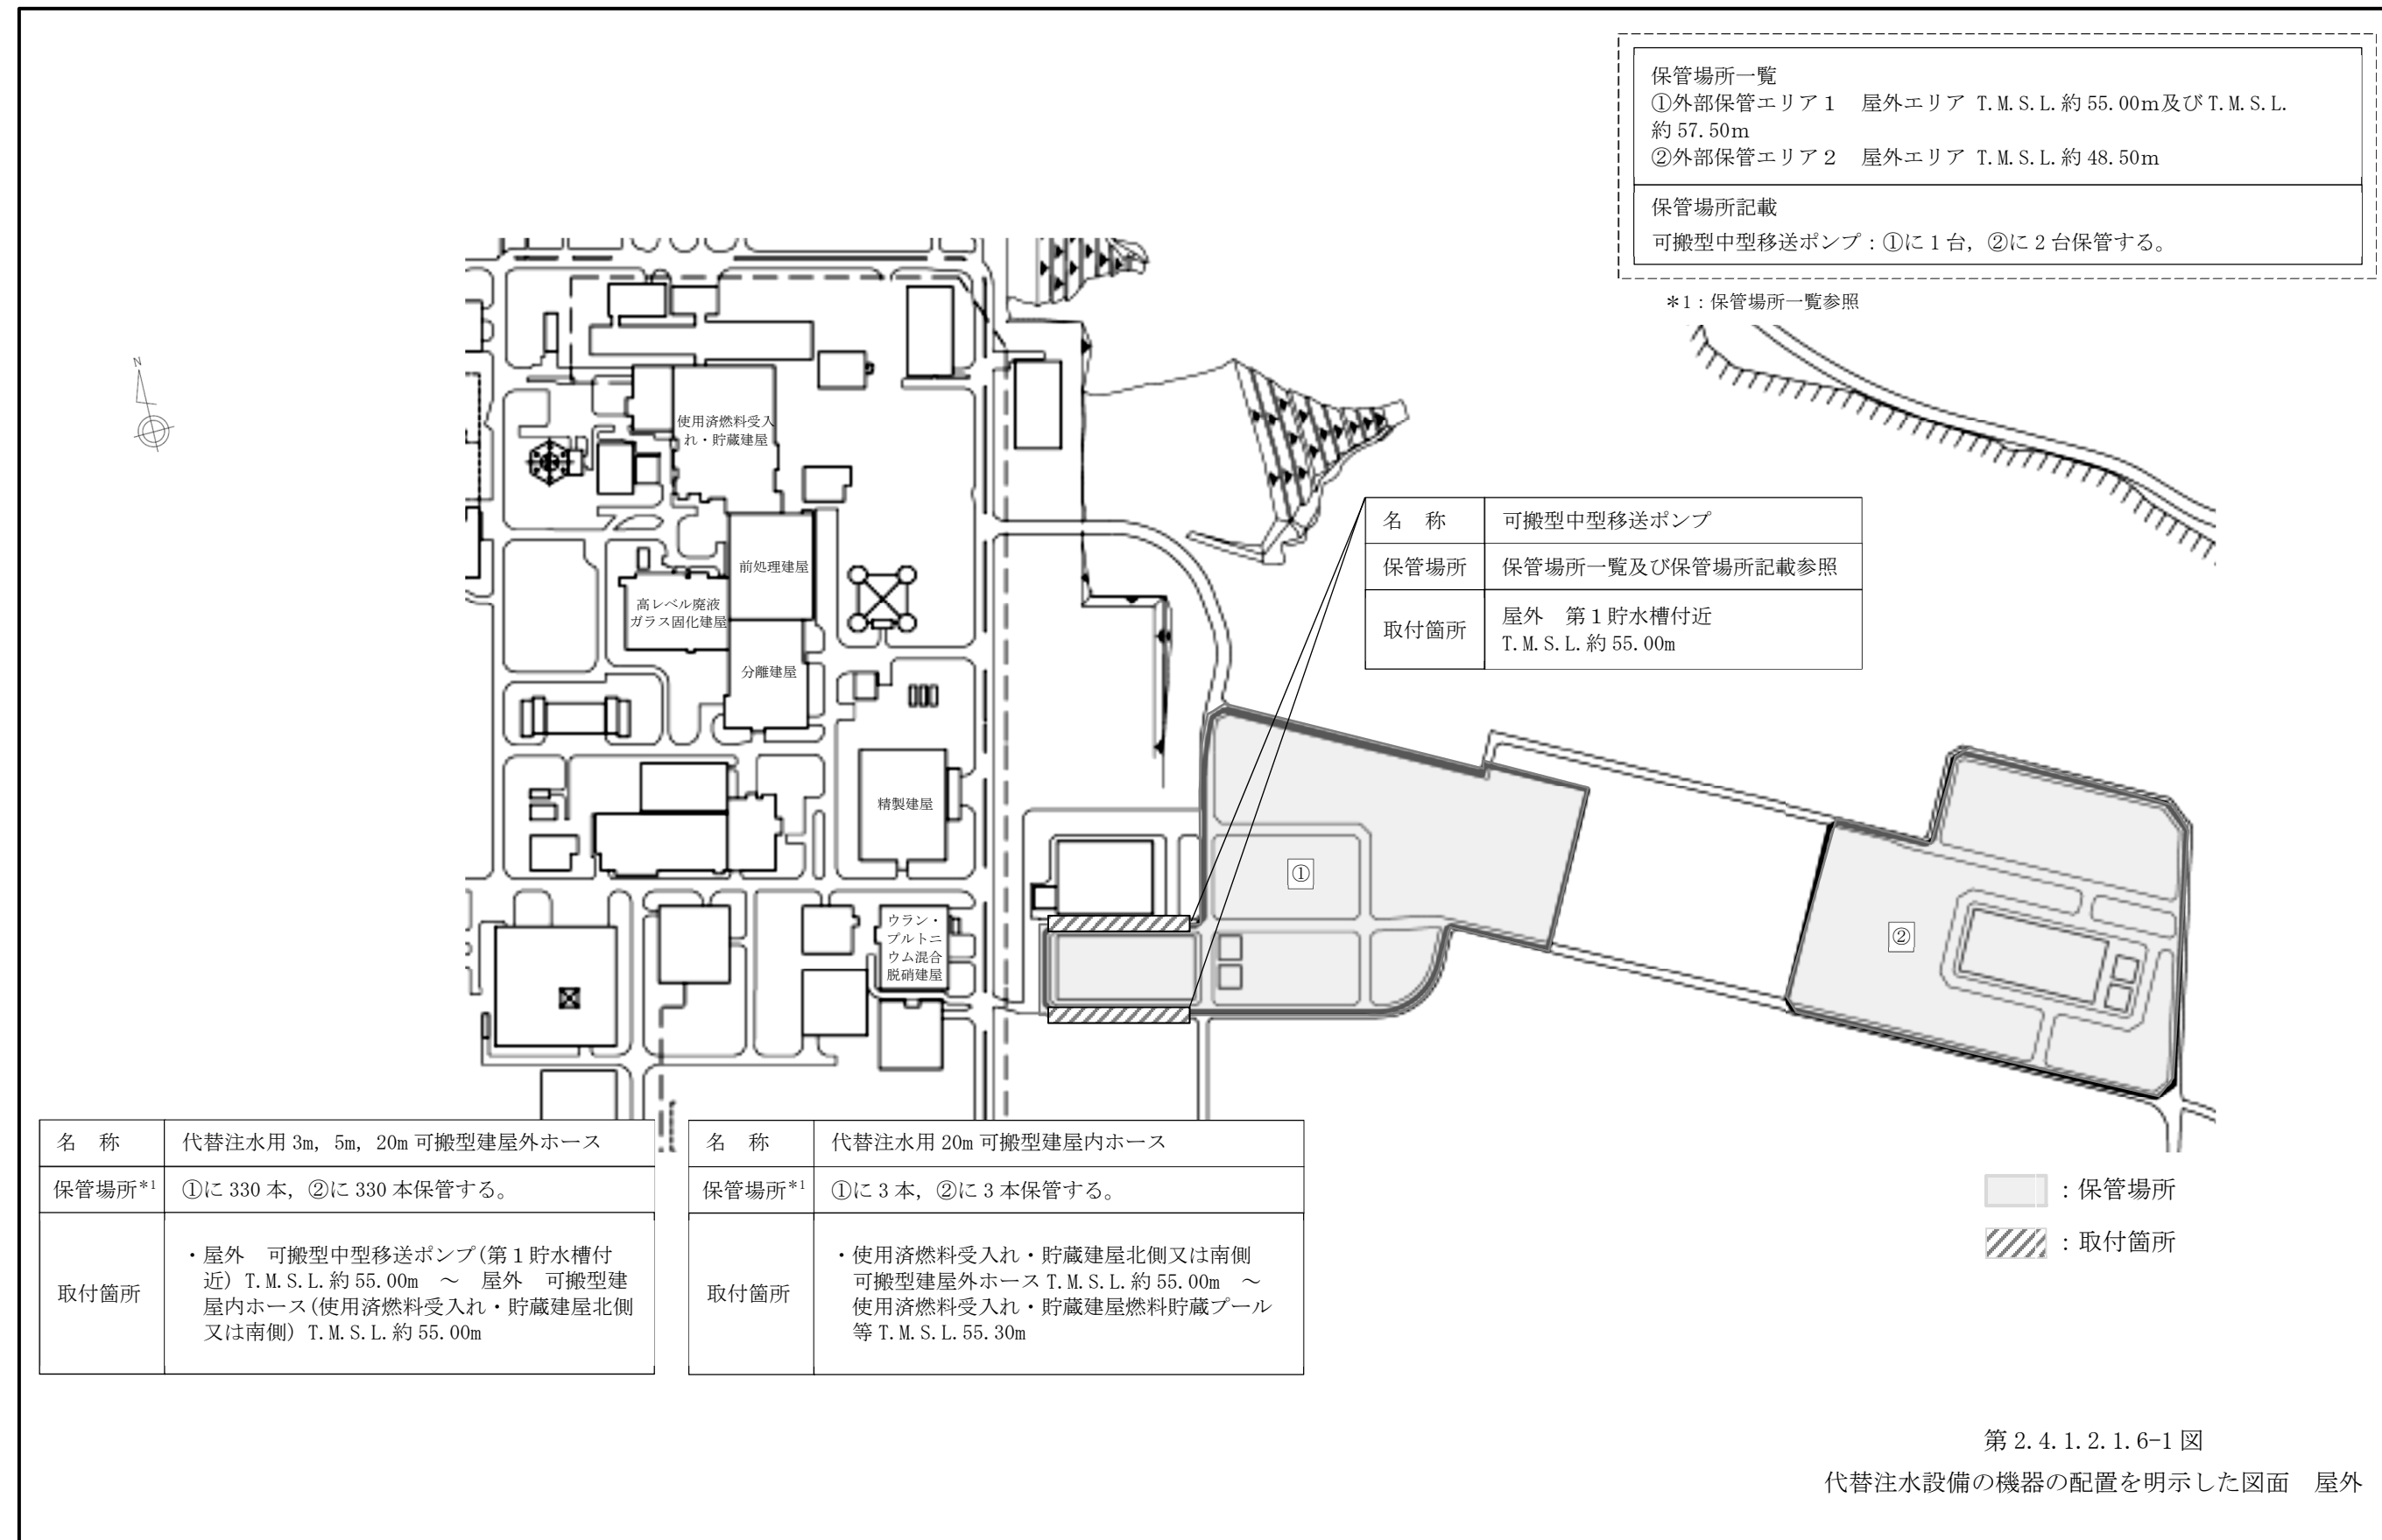 保管場所一覧
①外部保管エリア１　屋外エリア T.M.S.L.約55.00m及びT.M.S.L.
約57.50m
②外部保管エリア２　屋外エリア T.M.S.L.約48.50m
保管場所記載
可搬型中型移送ポンプ：①に1台，②に2台保管する。
＊1：保管場所一覧参照
N
使用済燃料受入
れ・貯蔵建屋
前処理建屋
高レベル廃液
ガラス固化建屋
分離建屋
精製建屋
ウラン・
プルトニ
ウム混合
脱硝建屋
名　称　可搬型中型移送ポンプ
保管場所　保管場所一覧及び保管場所記載参照
取付箇所　屋外　第１貯水槽付近
T.M.S.L.約55.00m
①
②
名　称　代替注水用3m，5m，20m可搬型建屋外ホース
保管場所*1　①に330本，②に330本保管する。
取付箇所　・屋外　可搬型中型移送ポンプ(第１貯水槽付
近) T.M.S.L.約55.00m　～　屋外　可搬型建
屋内ホース(使用済燃料受入れ・貯蔵建屋北側
又は南側) T.M.S.L.約55.00m
名　称　代替注水用20m可搬型建屋内ホース
保管場所*1　①に3本，②に3本保管する。
取付箇所　・使用済燃料受入れ・貯蔵建屋北側又は南側
可搬型建屋外ホースT.M.S.L.約55.00m　～
使用済燃料受入れ・貯蔵建屋燃料貯蔵プール
等T.M.S.L.55.30m
：保管場所
：取付箇所
第2.4.1.2.1.6-1図
代替注水設備の機器の配置を明示した図面　屋外